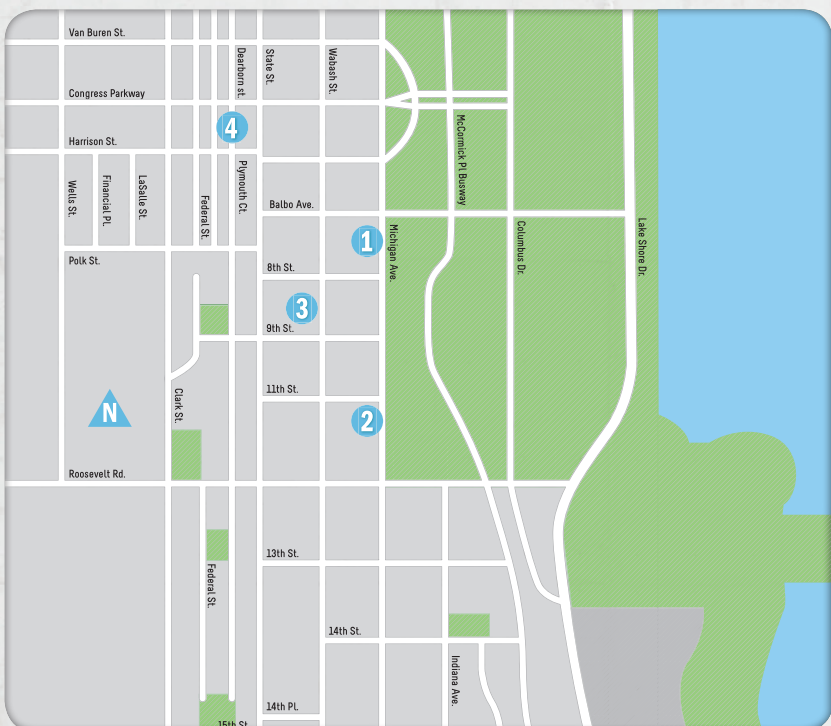 Van Buren St.
Dearborn st.
State St.
Wabash St.
Congress Parkway
4
McCormick Pl Busway
Harrison St.
Wells St.
Financial Pl.
LaSalle St.
Federal St.
Plymouth Ct.
Balbo Ave.
1
Michigan Ave.
Columbus Dr.
Lake Shore Dr.
Polk St.
8th St.
3
9th St.
11th St.
N
Clark St.
2
Roosevelt Rd.
13th St.
Federal St.
14th St.
Indiana Ave.
14th Pl.
15th St.